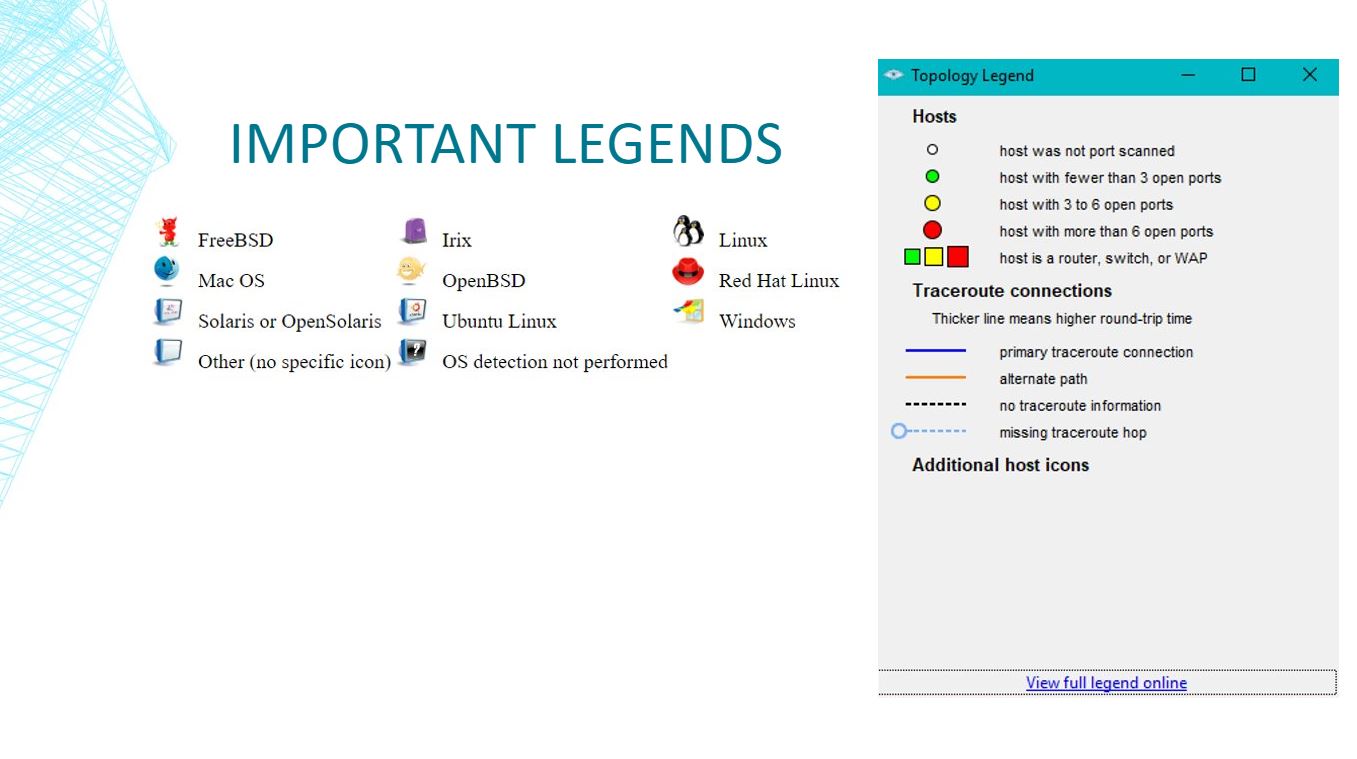 IMPORTANT LEGENDS
FreeBSD Irix Linux
Mac OS OpenBSD Red Hat Linux
Solaris or OpenSolaris Ubuntu Linux Windows
Other (no specific icon) ? OS detection not performed
Topology Legend
Hosts
host was not port scanned
host with fewer than 3 open ports
host with 3 to 6 open ports
host with more than 6 open ports
host is a router, switch, or WAP
Traceroute connections
Thicker line means higher round-trip time
primary traceroute connection
alternate path
no traceroute information
missing traceroute hop
Additional host icons
View full legend online